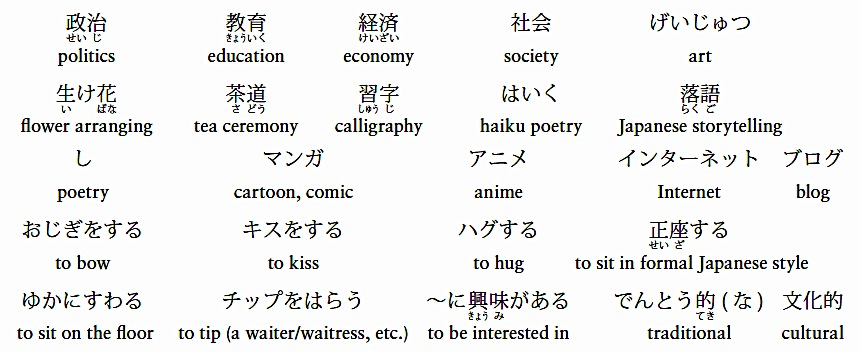 政治 教育 経済 社会 げいじゅつ
せい じ きょういく けいざい
politics education economy society art
生け花 茶道 習字 はいく 落語
い ばな さ どう しゅう じ らく ご
flower arranging tea ceremony calligraphy haiku poetry Japanese storytelling
し マンガ アニメ インターネット ブログ
poetry cartoon, comic anime Internet blog
おじぎをする キスをする ハグする 正座する
せい ざ
to bow to kiss to hug to sit in formal Japanese style
ゆかにすわる チップをはらう ～に興味がある でんとう的 ( な ) 文化的
きょう み てき
to sit on the floor to tip (a waiter/waitress, etc.) to be interested in traditional cultural